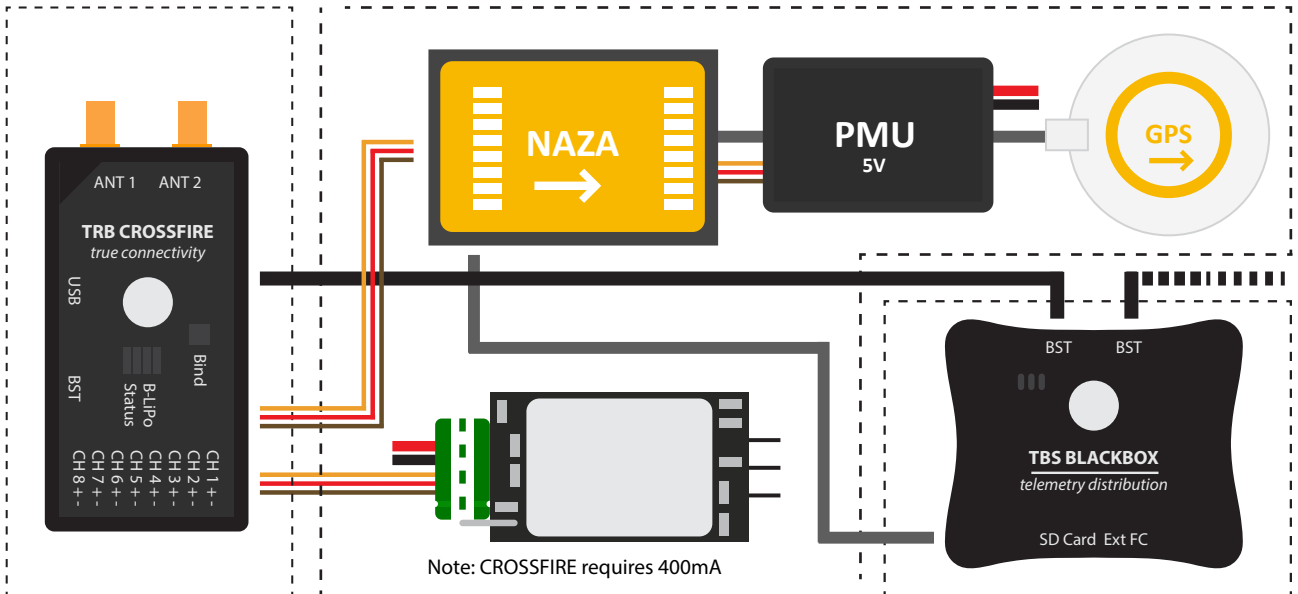 ANT 1 ANT 2
TRB CROSSFIRE
true connectivity
USB
Bind
BST
B-LiPo
Status
CH 1 + -
CH 2 + -
CH 3 + -
CH 4 + -
CH 5 + -
CH 6 + -
CH 7 + -
CH 8 + -
NAZA
PMU
5V
GPS
Note: CROSSFIRE requires 400mA
BST BST
TBS BLACKBOX
telemetry distribution
SD Card Ext FC